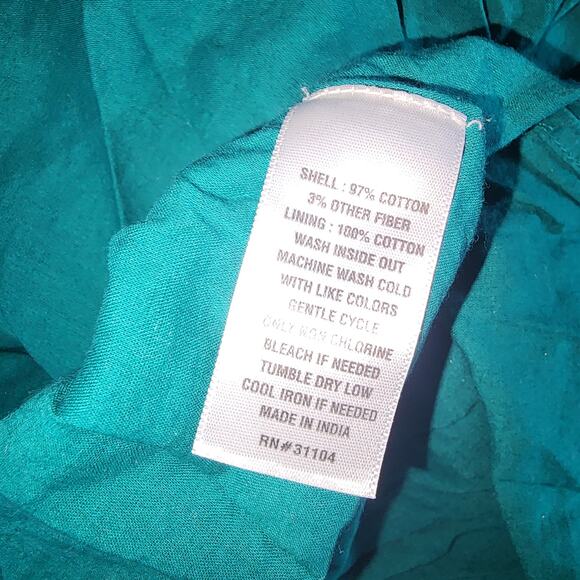 SHELL : 97% COTTON
3% OTHER FIBER
LINING : 100% COTTON
WASH INSIDE OUT
MACHINE WASH COLD
WITH LIKE COLORS
GENTLE CYCLE
ONLY NON CHLORINE
BLEACH IF NEEDED
TUMBLE DRY LOW
COOL IRON IF NEEDED
MADE IN INDIA
RN#31104